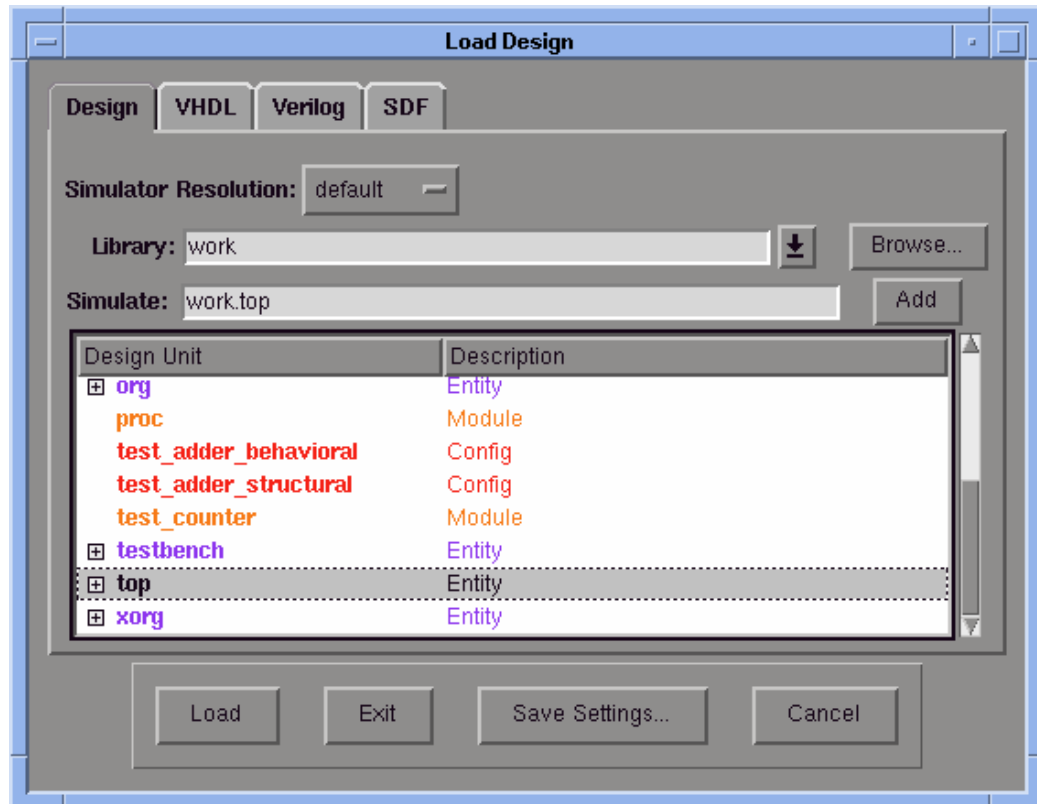 Load Design
Design VHDL Verilog SDF
Simulator Resolution: default
Library: work Browse...
Simulate: work.top Add
Design Unit Description
org Entity
proc Module
test_adder_behavioral Config
test_adder_structural Config
test_counter Module
testbench Entity
top Entity
xorg Entity
Load Exit Save Settings... Cancel